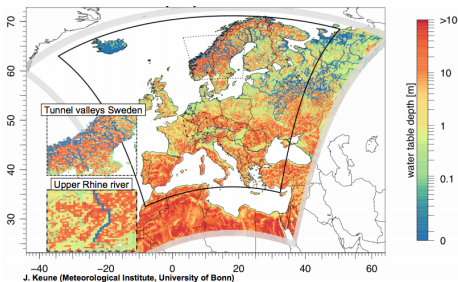 70
60
50
40
30
Tunnel valleys Sweden
Upper Rhine river
−40 −20 0 20 40 60
J. Keune (Meteorological Institute, University of Bonn)
>10
10
1
0.1
0
water table depth [m]